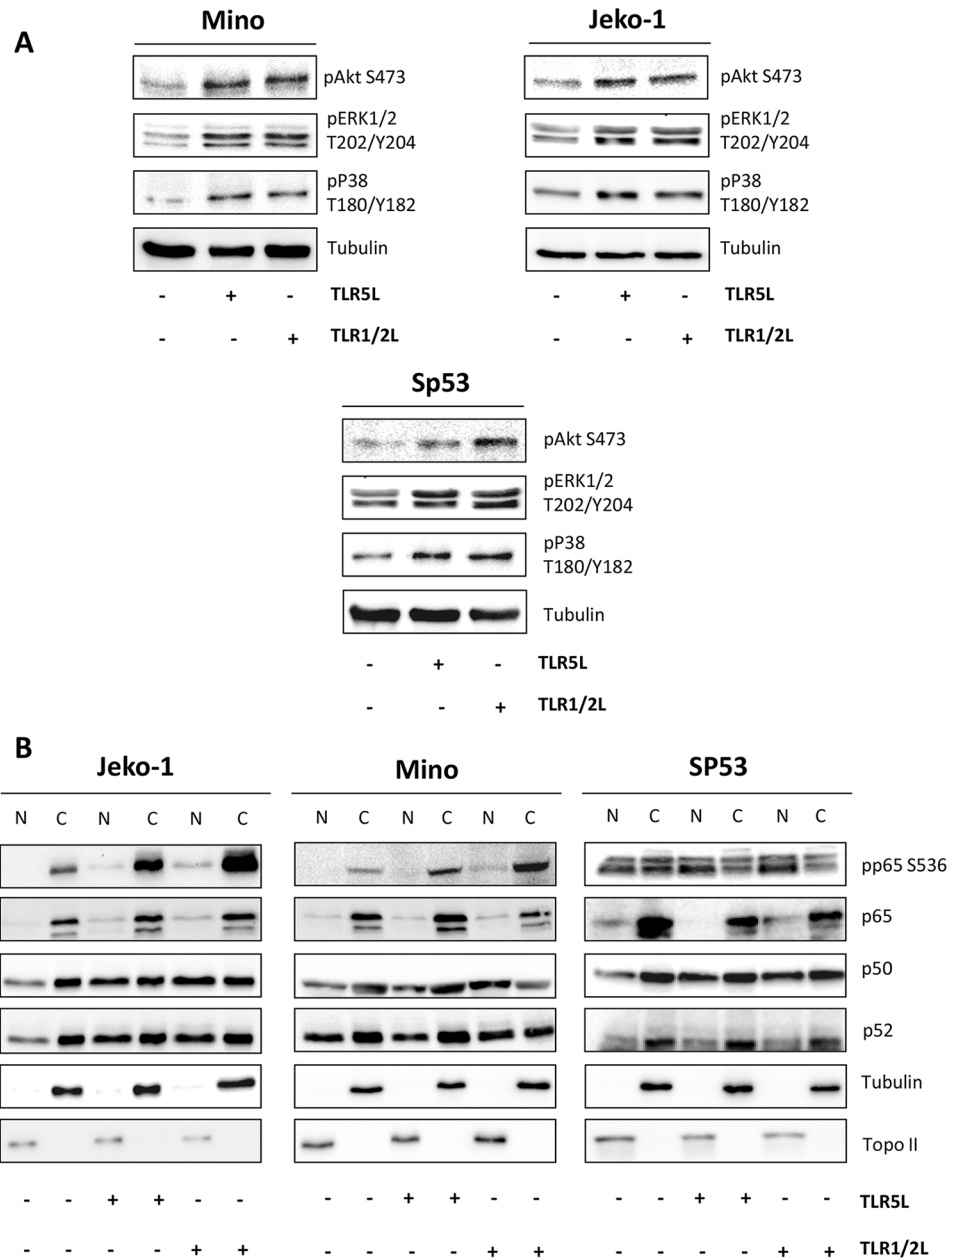 A
Mino
Jeko-1
pAkt S473
pAkt S473
pERK1/2
T202/Y204
pERK1/2
T202/Y204
pP38
T180/Y182
pP38
T180/Y182
Tubulin
Tubulin
- + - TLR5L
- + - TLR5L
- - + TLR1/2L
- - + TLR1/2L
Sp53
pAkt S473
pERK1/2
T202/Y204
pP38
T180/Y182
Tubulin
- + - TLR5L
- - + TLR1/2L
B
Jeko-1
Mino
SP53
N C N C N C
N C N C N C
N C N C N C
pp65 S536
p65
p50
p52
Tubulin
Topo II
- - + + - - - - + + - - - - + + - - TLR5L
- - - - + + - - - - + + - - - - + + TLR1/2L